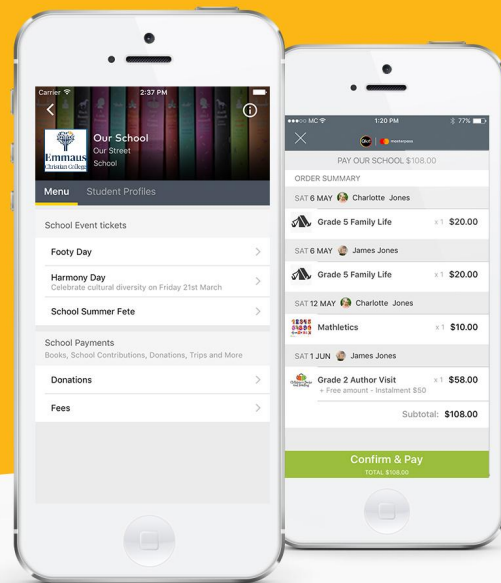 Carrier 2:37 PM
Our School
Our Street
School
Emmaus
Christian College
Menu Student Profiles
School Event tickets
Footy Day
Harmony Day
Celebrate cultural diversity on Friday 21st March
School Summer Fete
School Payments
Books, School Contributions, Donations, Trips and More
Donations
Fees
MC 1:20 PM 77%
Qkr! masterpass
PAY OUR SCHOOL $108.00
ORDER SUMMARY
SAT 6 MAY Charlotte Jones
Grade 5 Family Life x 1 $20.00
SAT 6 MAY James Jones
Grade 5 Family Life x 1 $20.00
SAT 12 MAY Charlotte Jones
Mathletics x 1 $10.00
SAT 1 JUN James Jones
Grade 2 Author Visit x 1 $58.00
+ Free amount - Instalment $50
Subtotal: $108.00
Confirm & Pay
TOTAL $108.00